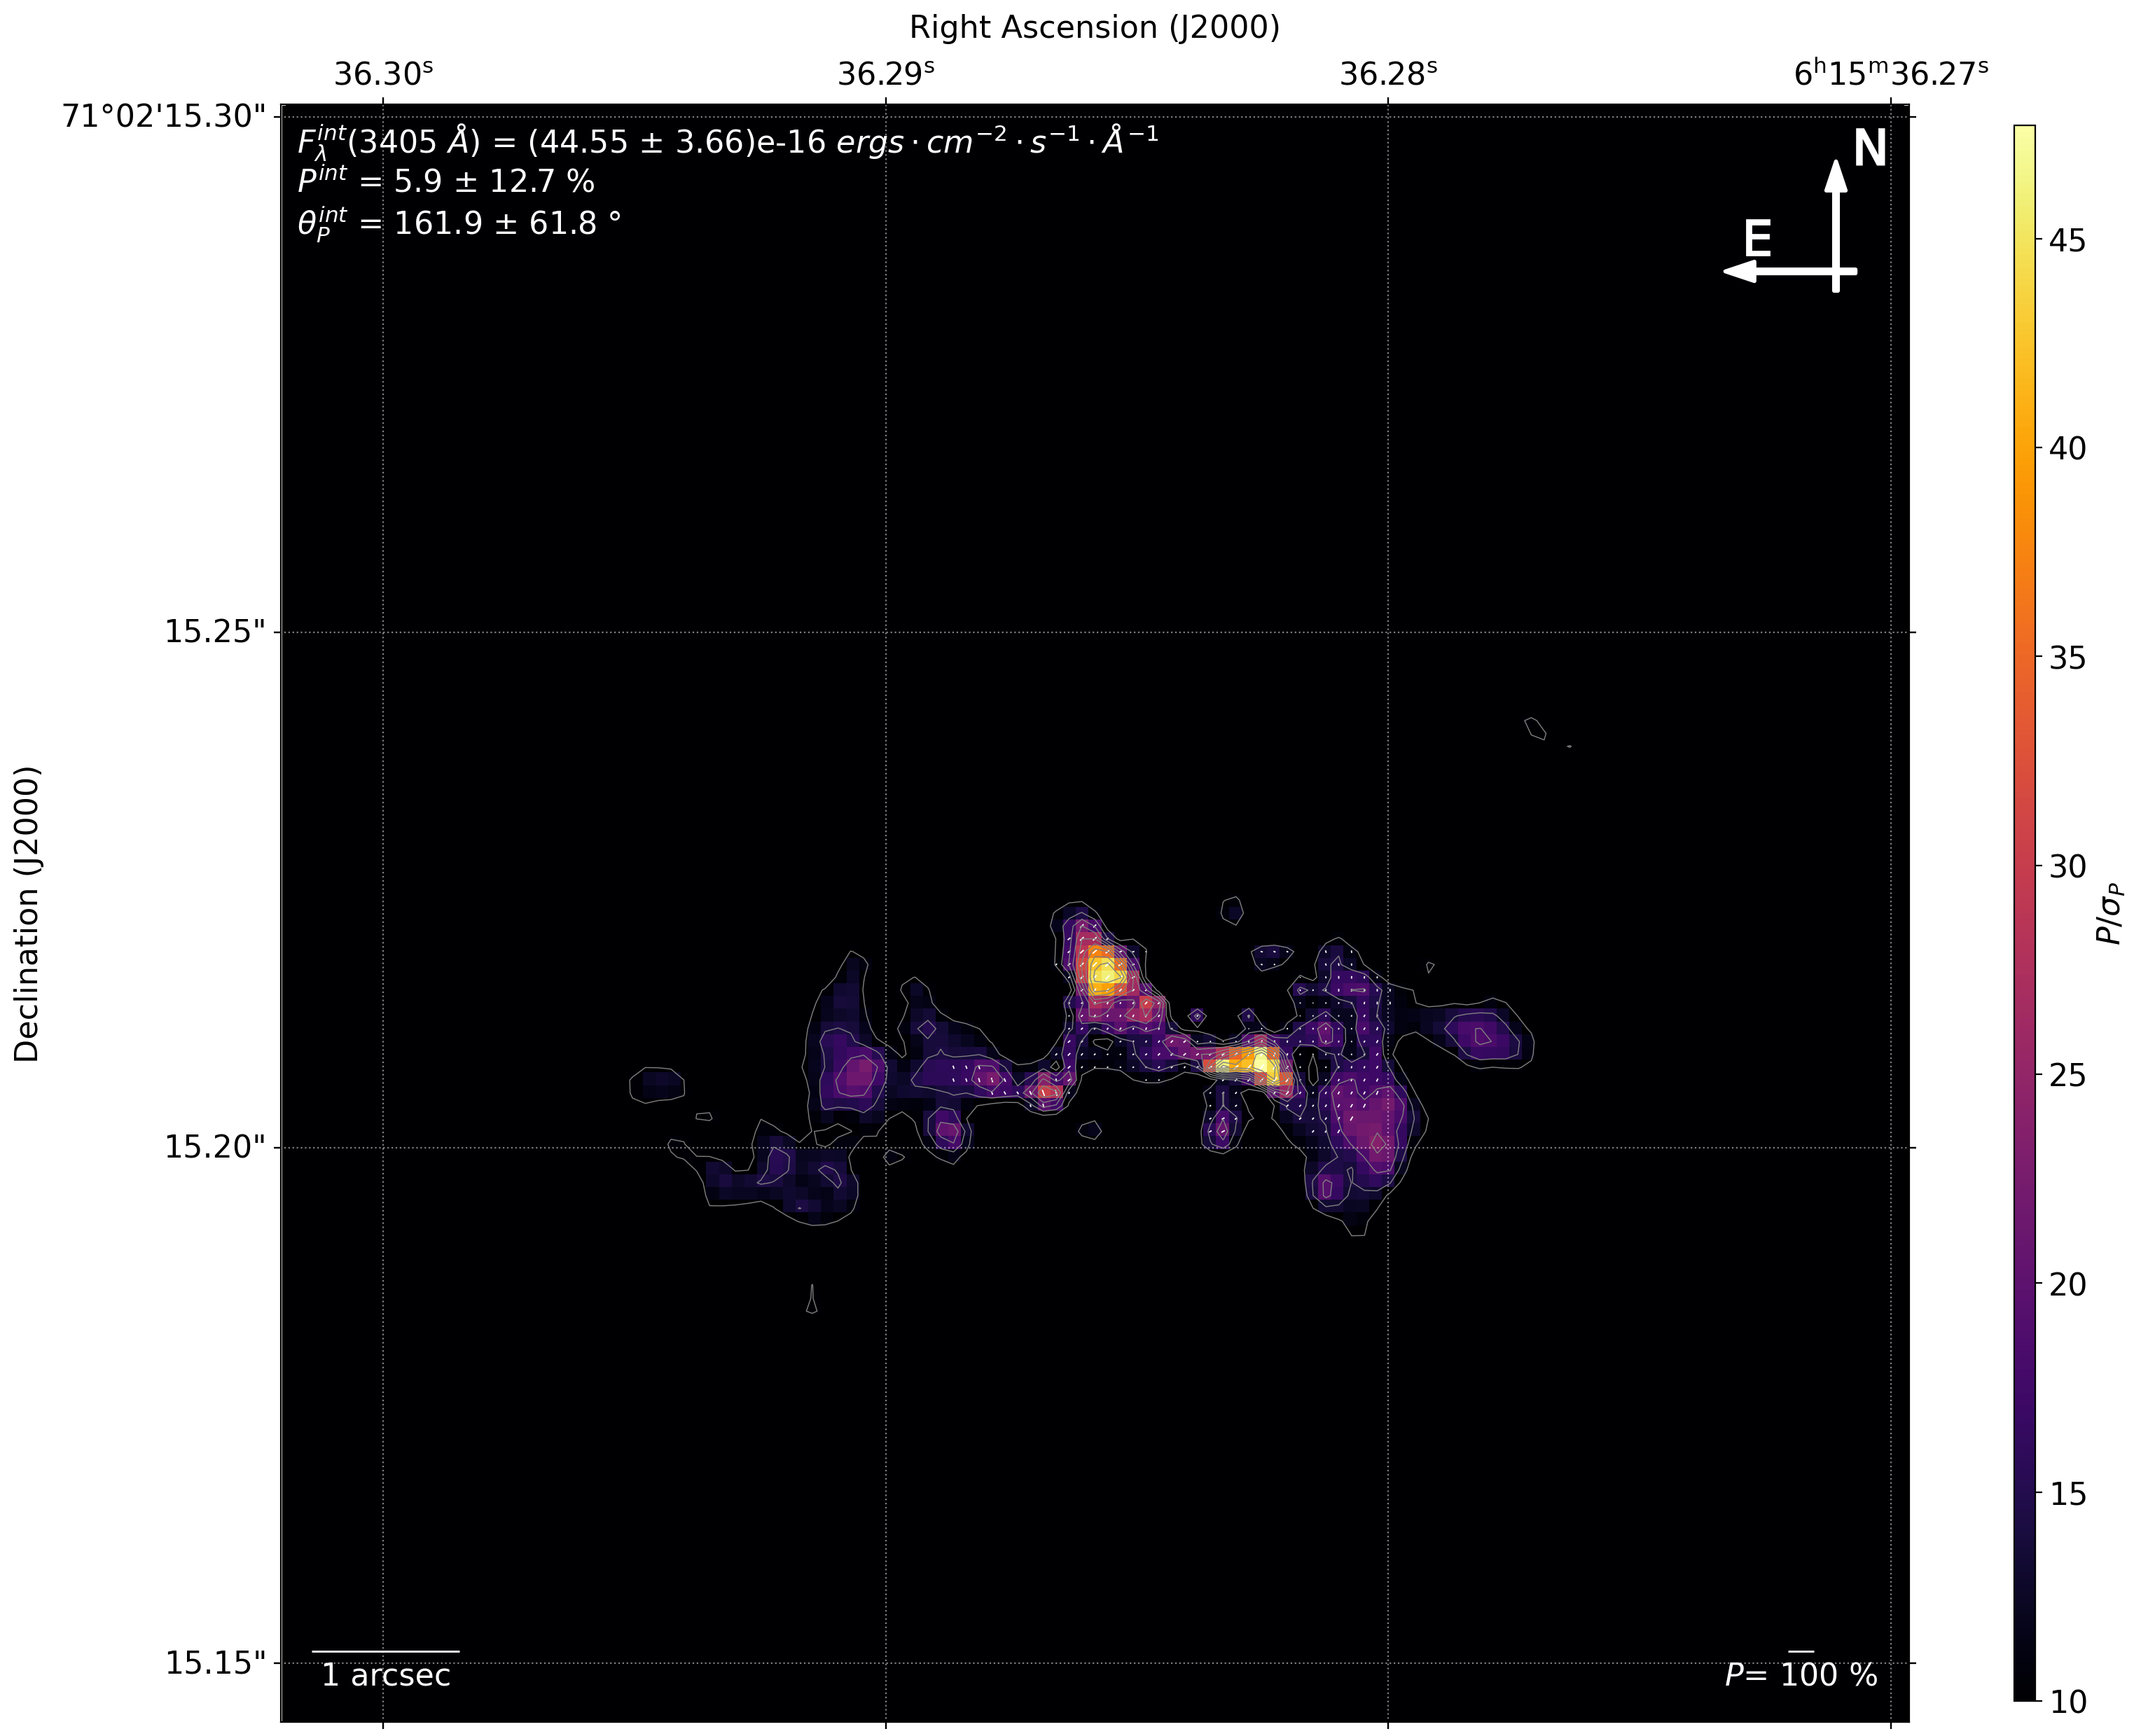 Right Ascension (J2000)
36.30ˢ 36.29ˢ 36.28ˢ 6ʰ15ᵐ36.27ˢ
71°02'15.30"
15.25"
15.20"
15.15"
Declination (J2000)
F_λ^{int}(3405 Å) = (44.55 ± 3.66)e-16 ergs · cm⁻² · s⁻¹ · Å⁻¹
P^{int} = 5.9 ± 12.7 %
θ_P^{int} = 161.9 ± 61.8 °
N
E
1 arcsec
P= 100 %
45
40
35
30
25
20
15
10
P/σ_P